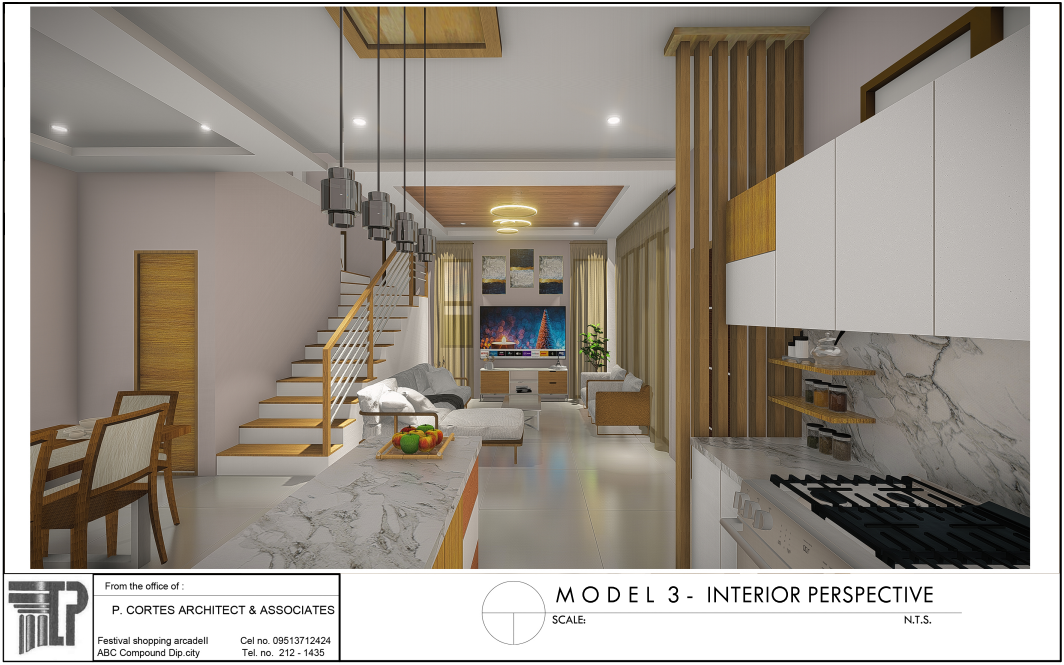 From the office of :
P. CORTES ARCHITECT & ASSOCIATES
Festival shopping arcadeII
ABC Compound Dip.city
Cel no. 09513712424
Tel. no. 212 - 1435
MODEL 3 - INTERIOR PERSPECTIVE
SCALE:
N.T.S.